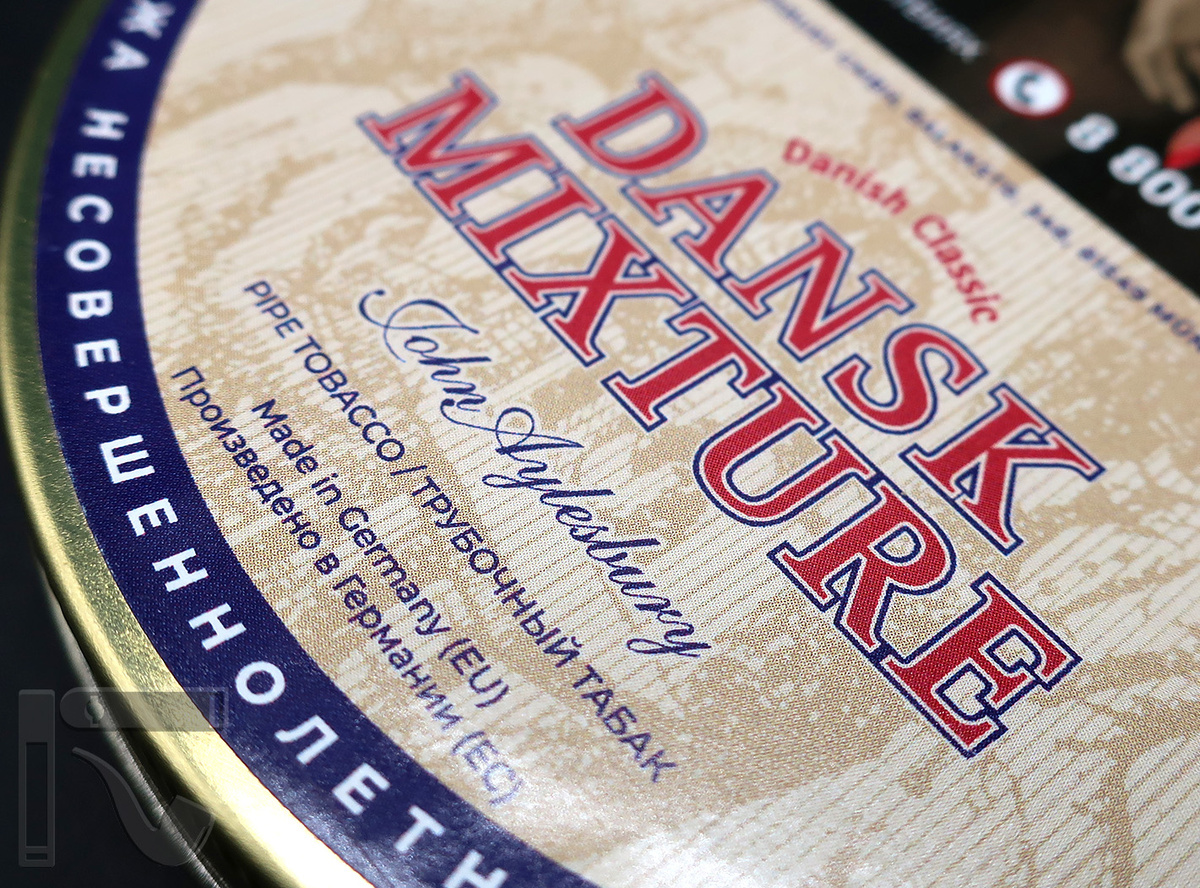 Danish Classic
DANSK
MIXTURE
John Aylesbury
PIPE TOBACCO / ТРУБОЧНЫЙ ТАБАК
Made in Germany (EU)
Произведено в Германии (ЕС)
ЖА НЕСОВЕРШЕННОЛЕТН
8 800